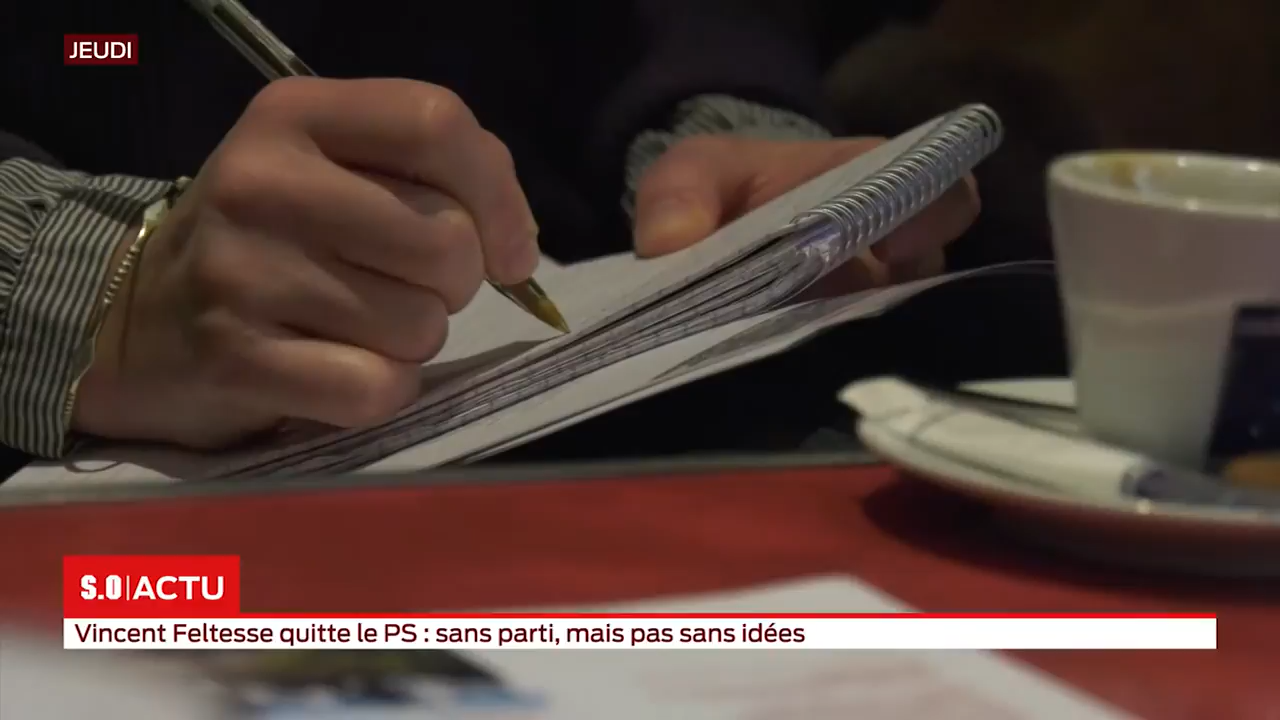 JEUDI
S.O|ACTU
Vincent Feltesse quitte le PS : sans parti, mais pas sans idées